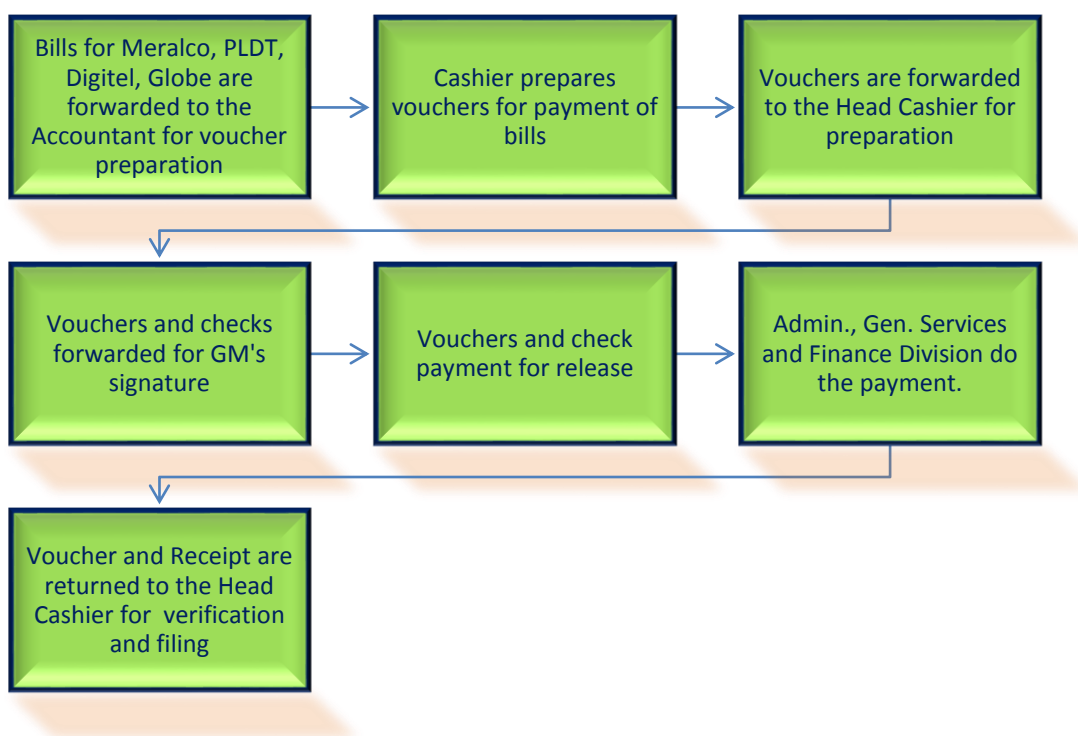 Bills for Meralco, PLDT,
Digitel, Globe are
forwarded to the
Accountant for voucher
preparation
Cashier prepares
vouchers for payment of
bills
Vouchers are forwarded
to the Head Cashier for
preparation
Vouchers and checks
forwarded for GM's
signature
Vouchers and check
payment for release
Admin., Gen. Services
and Finance Division do
the payment.
Voucher and Receipt are
returned to the Head
Cashier for verification
and filing